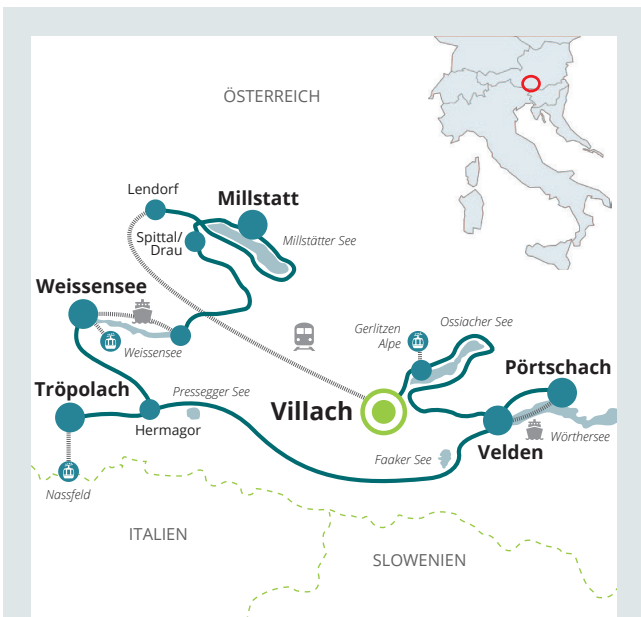 ÖSTERREICH
Lendorf
Millstatt
Spittal/
Drau
Millstätter See
Weissensee
Weissensee
Gerlitzen
Alpe
Ossiacher See
Pörtschach
Tröpolach
Pressegger See
Villach
Hermagor
Velden
Wörthersee
Faaker See
Nassfeld
ITALIEN
SLOWENIEN